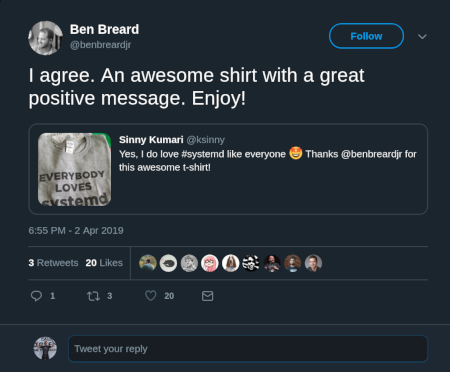 Ben Breard
@benbreardjr
Follow
I agree. An awesome shirt with a great
positive message. Enjoy!
EVERYBODY
LOVES
systemd
Sinny Kumari @ksinny
Yes, I do love #systemd like everyone 🤩 Thanks @benbreardjr for
this awesome t-shirt!
6:55 PM - 2 Apr 2019
3 Retweets 20 Likes
1 3 20
Tweet your reply